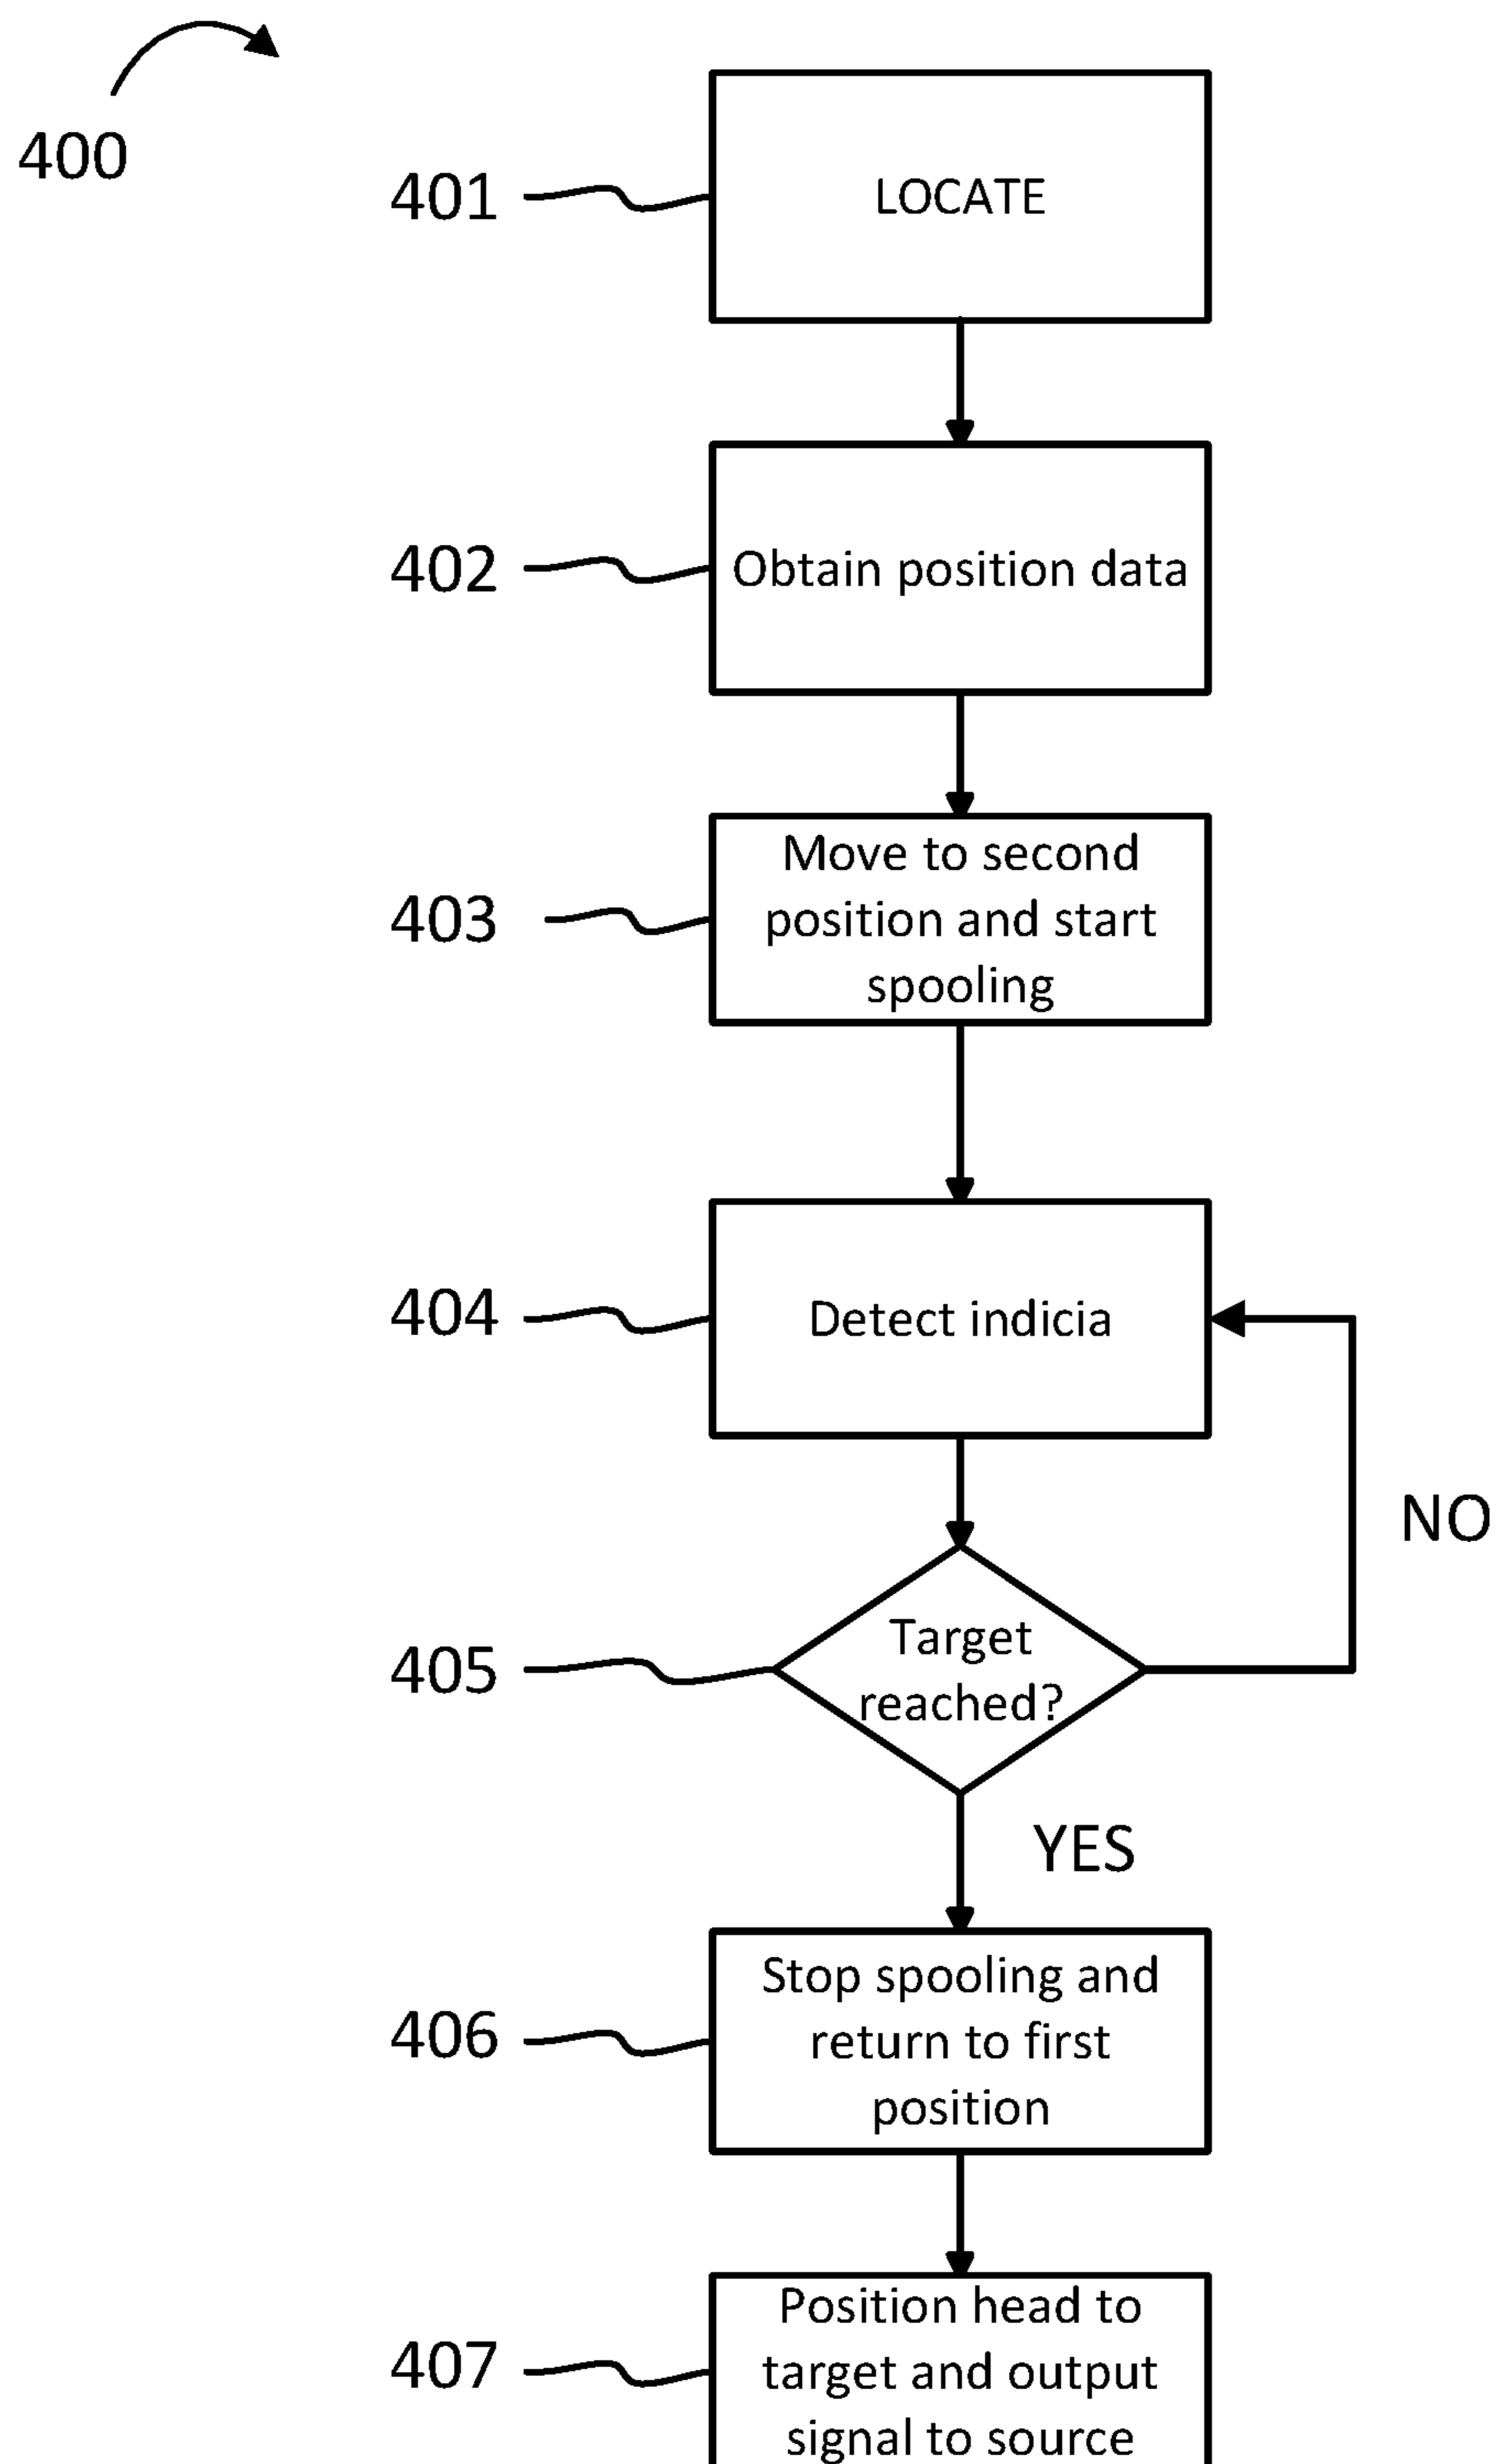 400
401
LOCATE
402
Obtain position data
403
Move to second
position and start
spooling
404
Detect indicia
NO
405
Target
reached?
YES
406
Stop spooling and
return to first
position
407
Position head to
target and output
signal to source